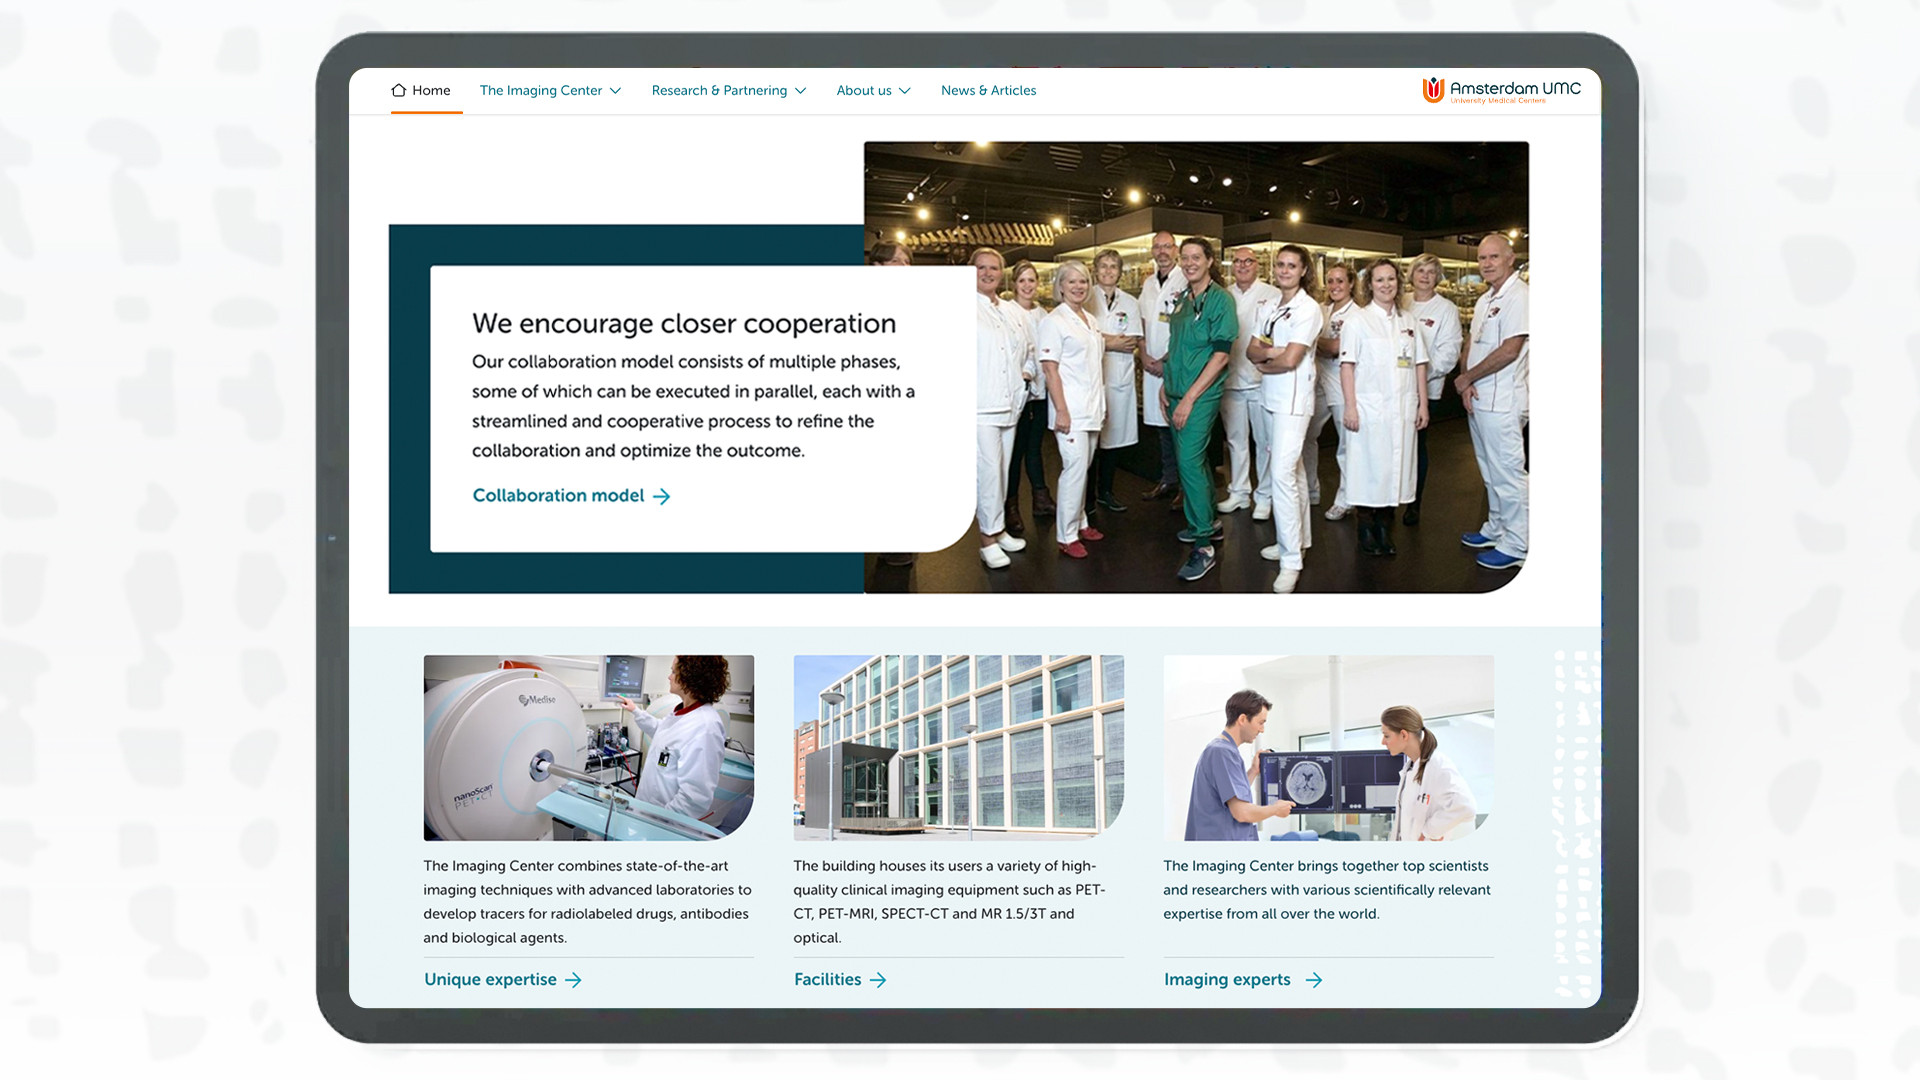 Home
The Imaging Center
Research & Partnering
About us
News & Articles
Amsterdam UMC
University Medical Centers
We encourage closer cooperation
Our collaboration model consists of multiple phases,
some of which can be executed in parallel, each with a
streamlined and cooperative process to refine the
collaboration and optimize the outcome.
Collaboration model
Mediso
nanoScan
PET-CT
The Imaging Center combines state-of-the-art
imaging techniques with advanced laboratories to
develop tracers for radiolabeled drugs, antibodies
and biological agents.
Unique expertise
The building houses its users a variety of high-
quality clinical imaging equipment such as PET-
CT, PET-MRI, SPECT-CT and MR 1.5/3T and
optical.
Facilities
The Imaging Center brings together top scientists
and researchers with various scientifically relevant
expertise from all over the world.
Imaging experts